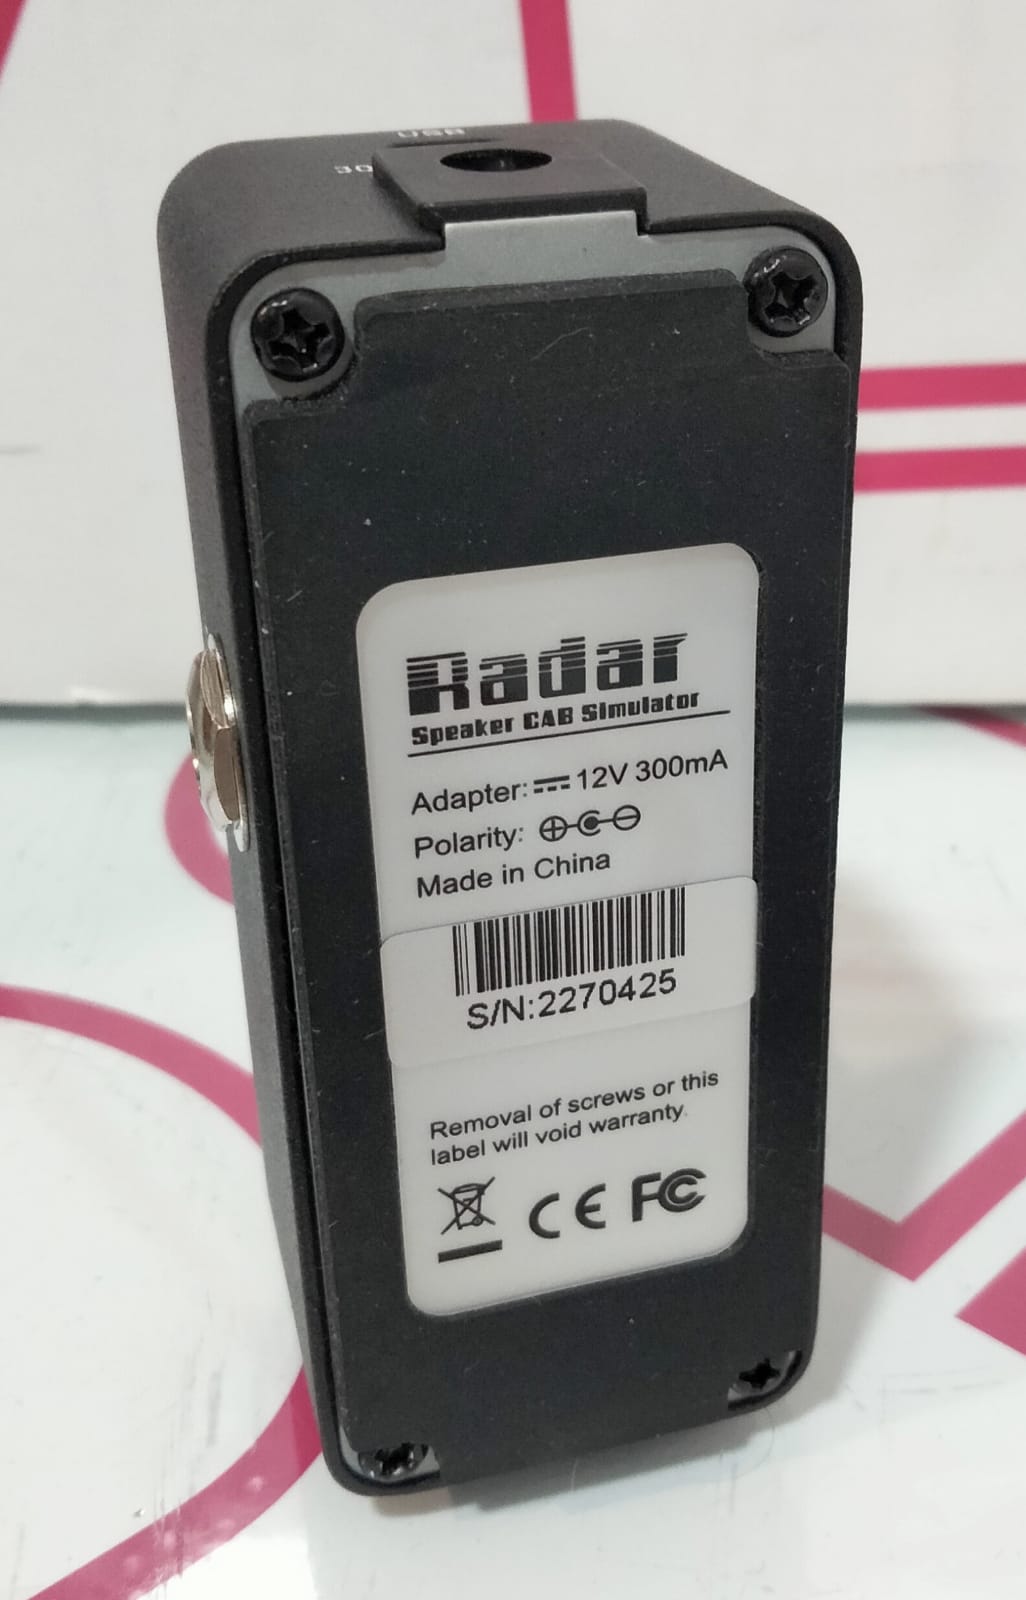 USB
Radar
Speaker CAB Simulator
Adapter: 12V 300mA
Polarity:
Made in China
S/N:2270425
Removal of screws or this
label will void warranty.
CE FC